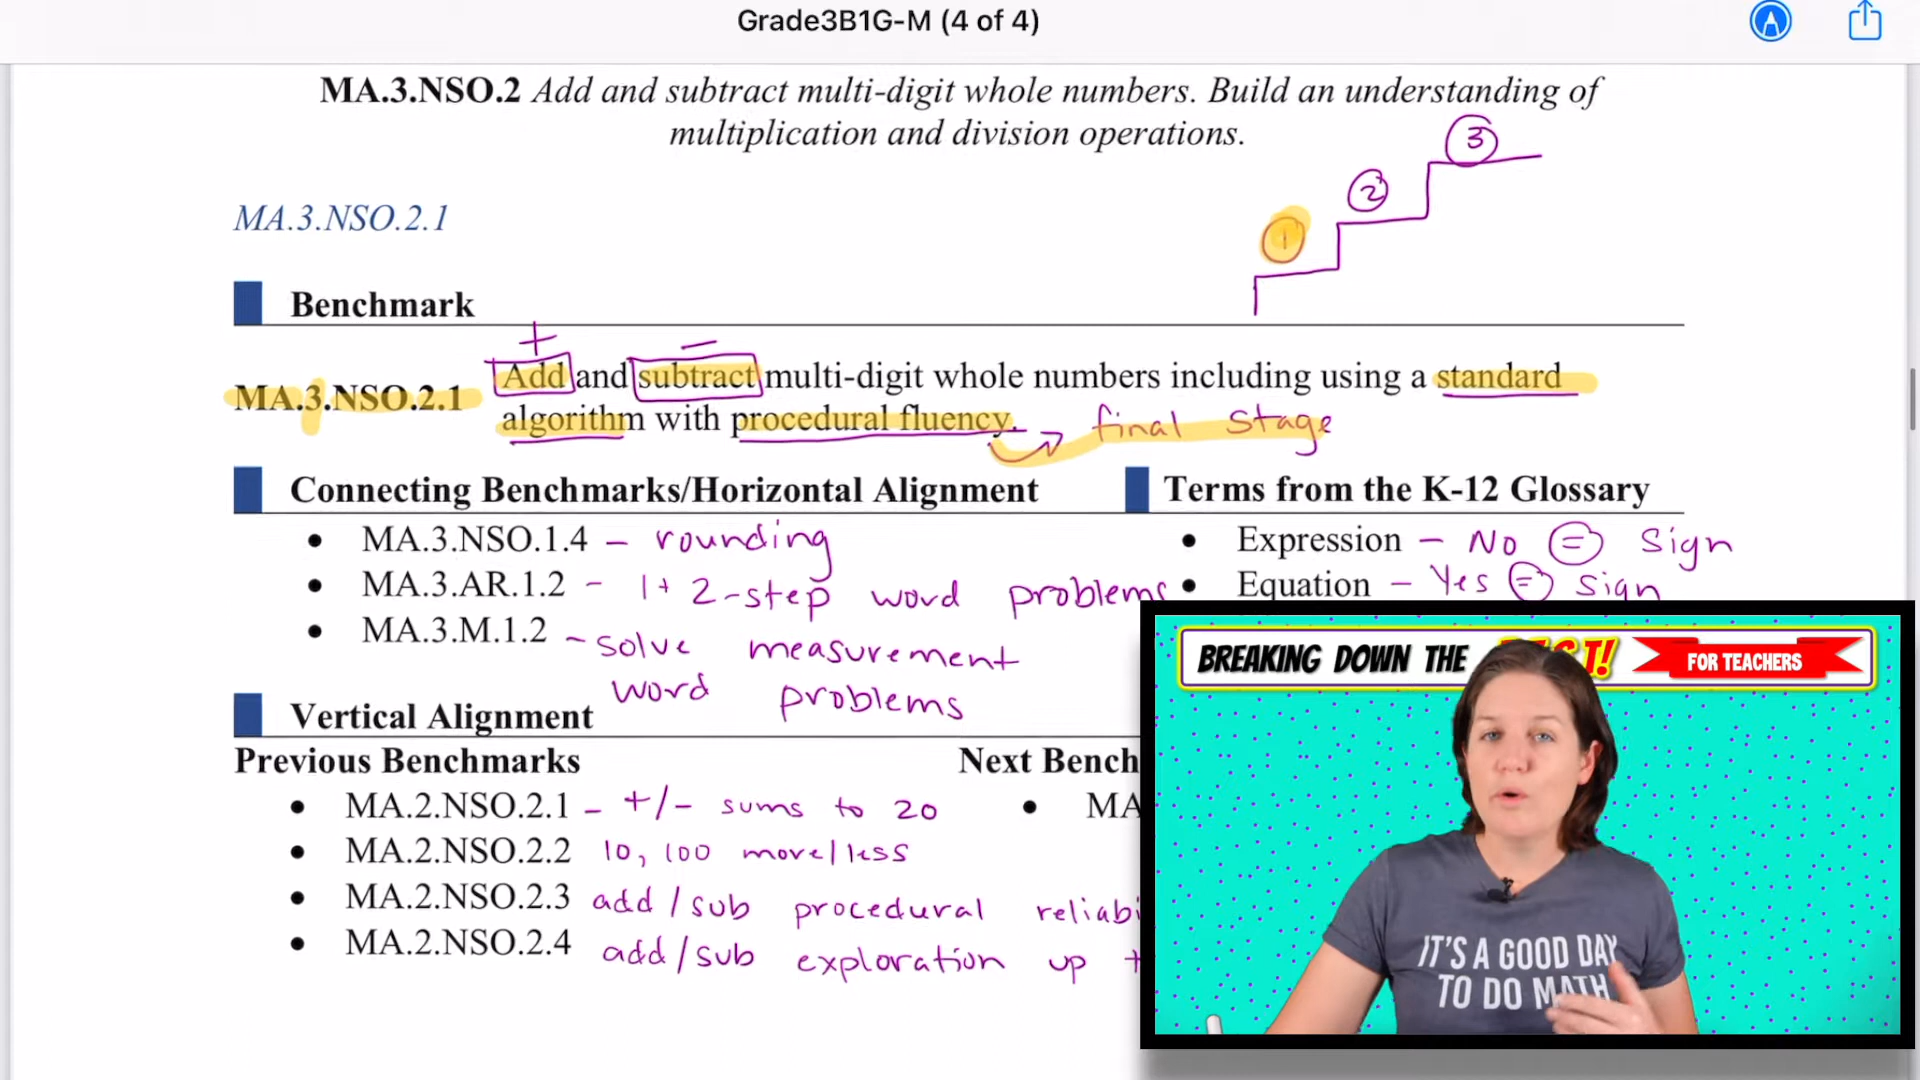 Grade3B1G-M (4 of 4)
MA.3.NSO.2 Add and subtract multi-digit whole numbers. Build an understanding of
multiplication and division operations.
3
2
1
MA.3.NSO.2.1
Benchmark
+ −
MA.3.NSO.2.1 Add and subtract multi-digit whole numbers including using a standard
algorithm with procedural fluency. final stage
Connecting Benchmarks/Horizontal Alignment
MA.3.NSO.1.4 – rounding
MA.3.AR.1.2 – 1+2-step word problems
MA.3.M.1.2 – solve measurement
word problems
Terms from the K-12 Glossary
Expression – No = Sign
Equation – Yes = sign
Vertical Alignment
Previous Benchmarks
MA.2.NSO.2.1 – +/− sums to 20
MA.2.NSO.2.2 10, 100 more/less
MA.2.NSO.2.3 add/sub procedural reliabi
MA.2.NSO.2.4 add/sub exploration up
Next Bench
MA
BREAKING DOWN THE
FOR TEACHERS
IT'S A GOOD DAY
TO DO MATH